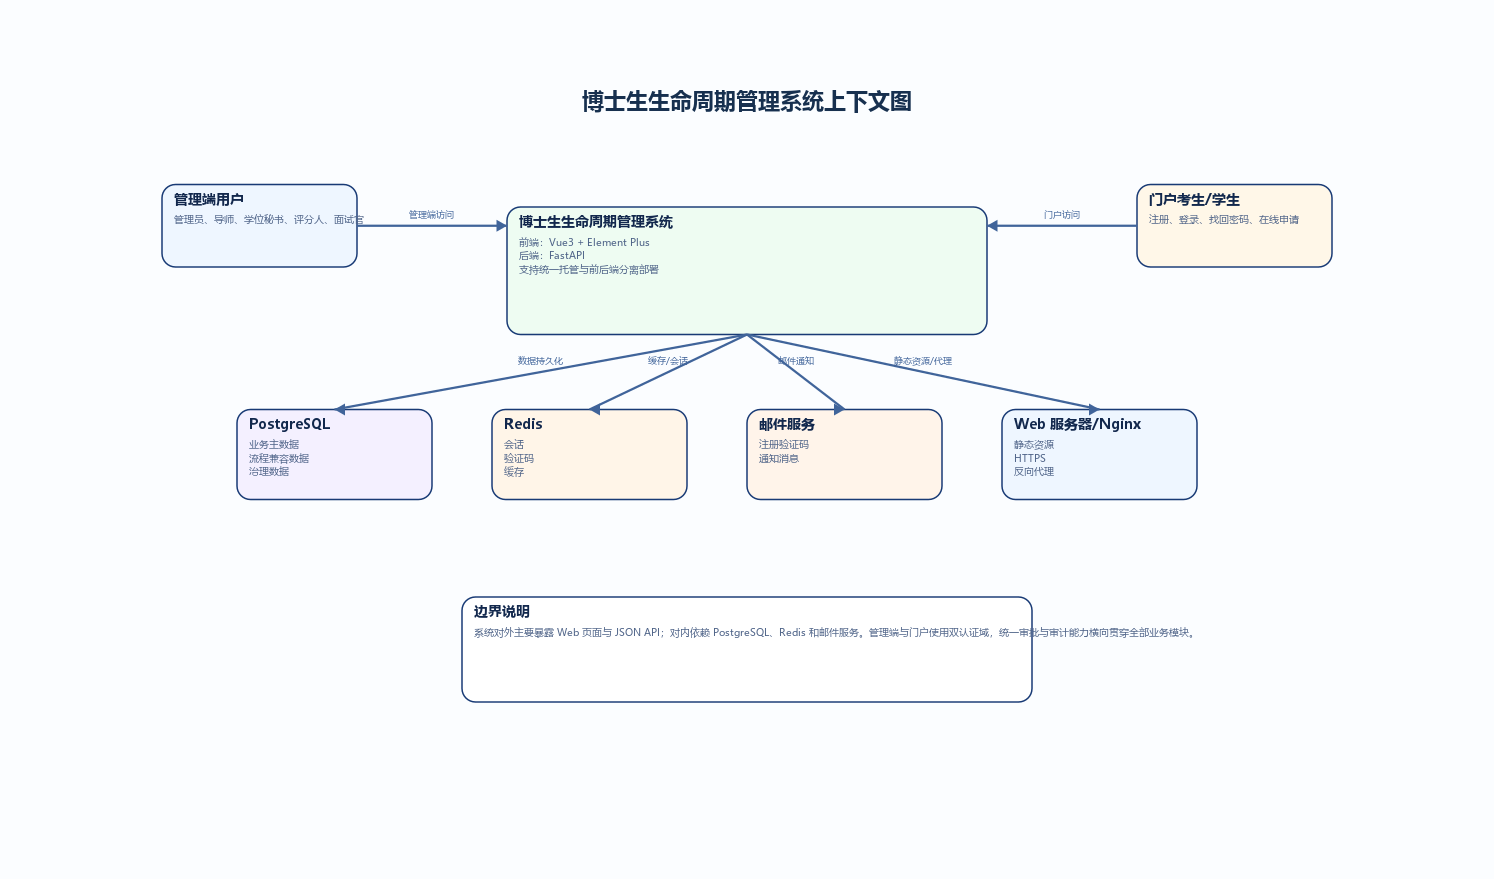 博士生生命周期管理系统上下文图
管理端用户
管理员、导师、学位秘书、评分人、面试官
管理端访问
博士生生命周期管理系统
前端：Vue3 + Element Plus
后端：FastAPI
支持统一托管与前后端分离部署
门户访问
门户考生/学生
注册、登录、找回密码、在线申请
数据持久化
缓存/会话
邮件通知
静态资源/代理
PostgreSQL
业务主数据
流程兼容数据
治理数据
Redis
会话
验证码
缓存
邮件服务
注册验证码
通知消息
Web 服务器/Nginx
静态资源
HTTPS
反向代理
边界说明
系统对外主要暴露 Web 页面与 JSON API；对内依赖 PostgreSQL、Redis 和邮件服务。管理端与门户使用双认证域，统一审批与审计能力横向贯穿全部业务模块。